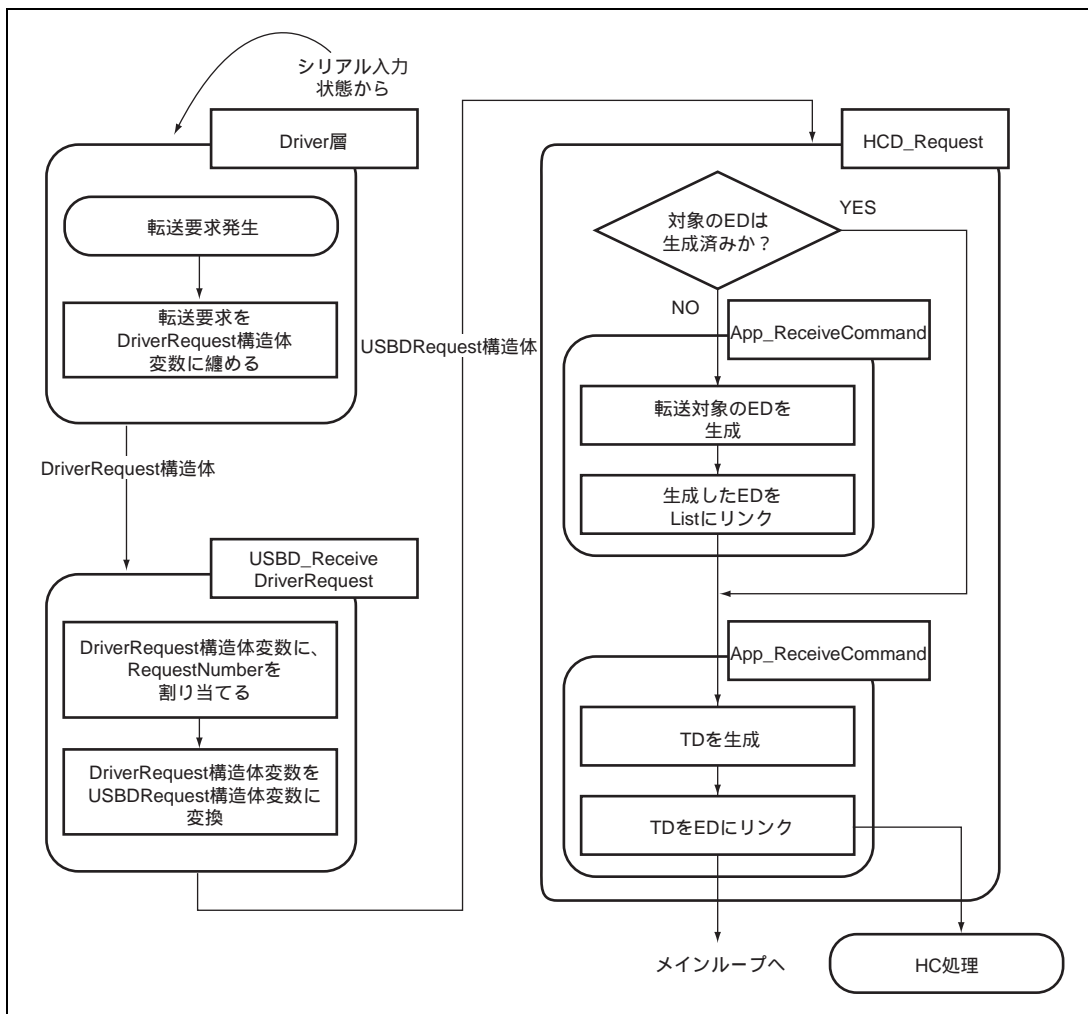 シリアル入力
状態から
Driver層
転送要求発生
転送要求を
DriverRequest構造体
変数に纏める
DriverRequest構造体
USBD_Receive
DriverRequest
DriverRequest構造体変数に、
RequestNumberを
割り当てる
DriverRequest構造体変数を
USBDRequest構造体変数に
変換
USBDRequest構造体
HCD_Request
対象のEDは
生成済みか？
YES
NO
App_ReceiveCommand
転送対象のEDを
生成
生成したEDを
Listにリンク
App_ReceiveCommand
TDを生成
TDをEDにリンク
メインループへ
HC処理